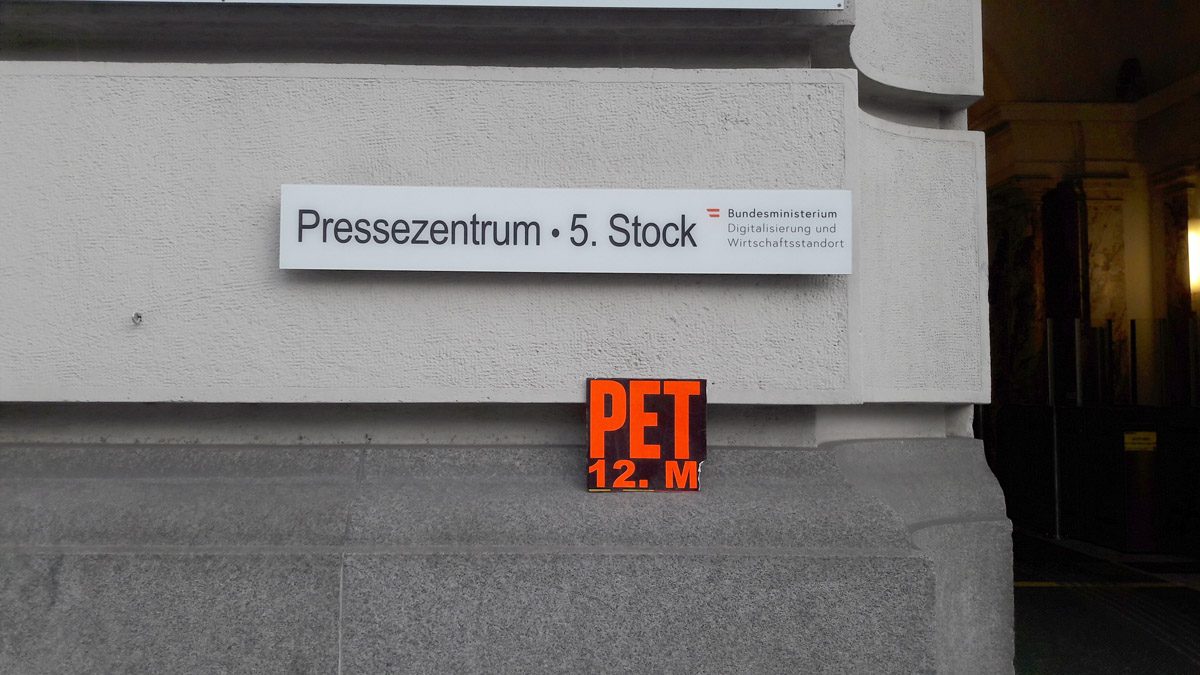 Pressezentrum • 5. Stock
Bundesministerium
Digitalisierung und
Wirtschaftsstandort
PET
12. M